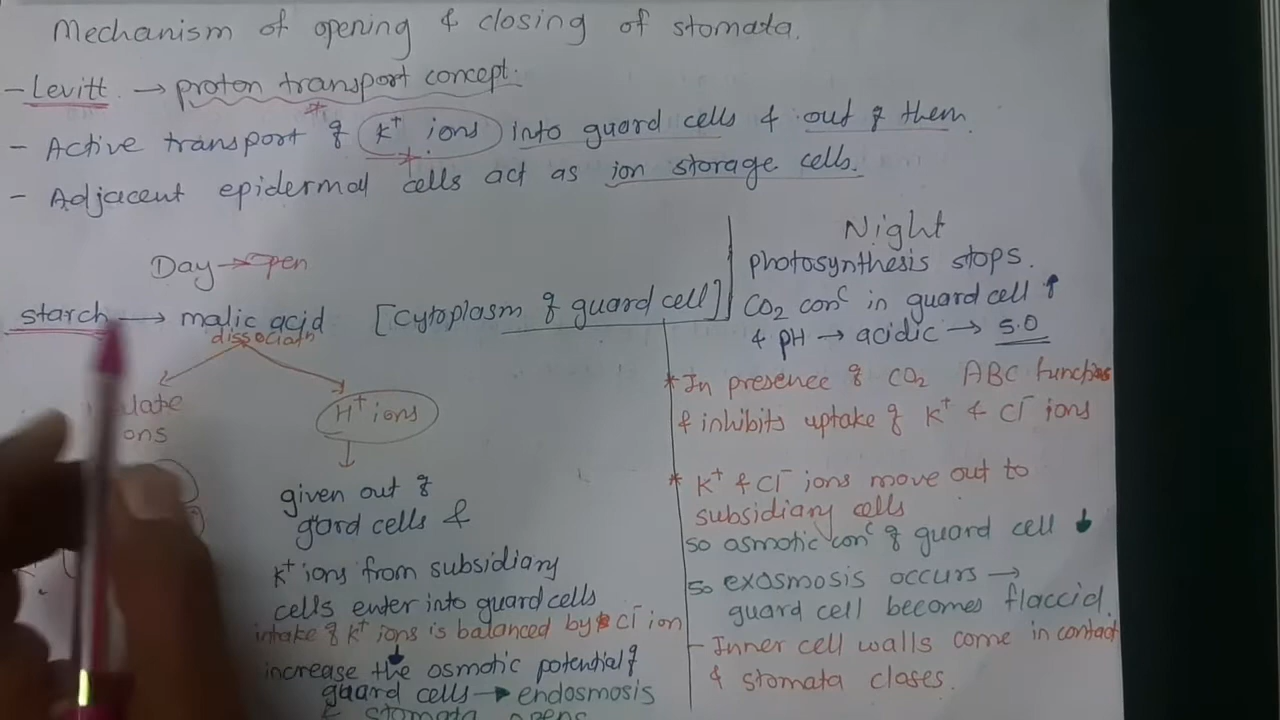 Mechanism of opening & closing of stomata.
- Levitt → proton transport concept.
- Active transport of K+ ions into guard cells & out of them.
- Adjacent epidermal cells act as ion storage cells.
Day → Open
starch → malic acid [cytoplasm of guard cell]
dissociatn
H+ ions
ions
given out of
gard cells &
K+ ions from subsidiary
cells enter into guard cells
intake of K+ ions is balanced by Cl- ion
increase the osmotic potential of
guard cells → endosmosis
& stomata opens
Night
photosynthesis stops.
CO2 conc in guard cell ↑
& pH → acidic → 5.0
* In presence of CO2 ABC functions
& inhibits uptake of K+ & Cl- ions
* K+ & Cl- ions move out to
subsidiary cells
so osmotic conc of guard cell ↓
so exosmosis occurs →
guard cell becomes flaccid.
- Inner cell walls come in contact
& stomata closes.